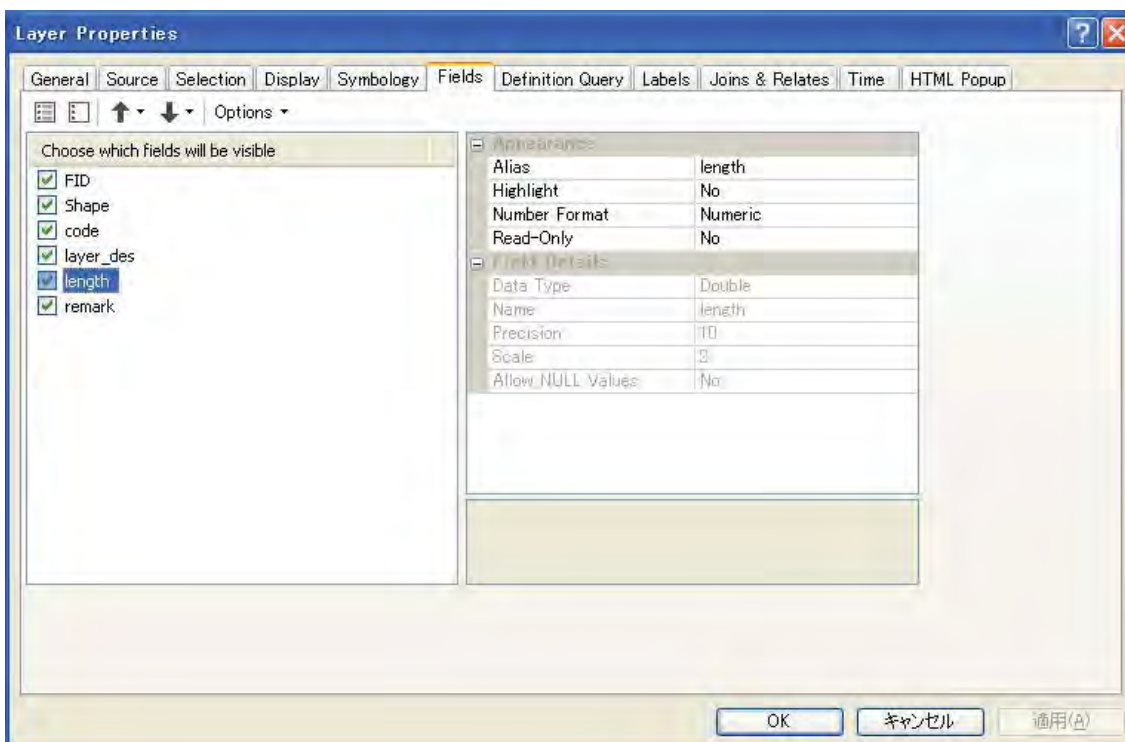 Layer Properties
General Source Selection Display Symbology Fields Definition Query Labels Joins & Relates Time HTML Popup
Options
Choose which fields will be visible
FID
Shape
code
layer_des
length
remark
Appearance
Alias length
Highlight No
Number Format Numeric
Read-Only No
Field Details
Data Type Double
Name length
Precision 10
Scale 2
Allow NULL Values No
OK キャンセル 適用(A)